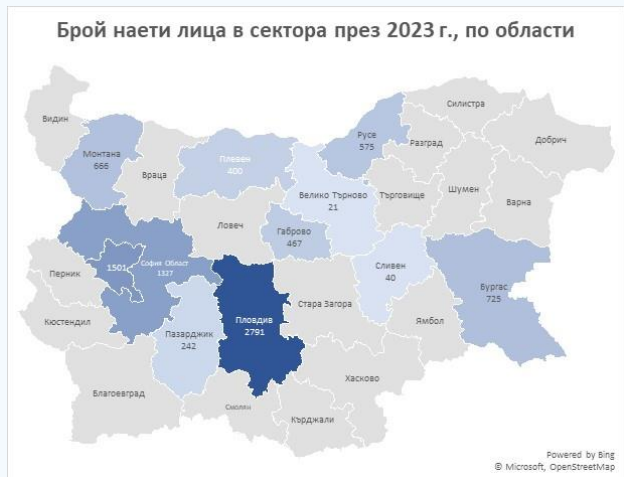 Брой наети лица в сектора през 2023 г., по области
Видин
Монтана
666
Враца
Плевен
400
Велико Търново
21
Русе
575
Силистра
Разград
Добрич
Търговище
Шумен
Варна
Ловеч
Габрово
467
Перник
1501
София Област
1327
Сливен
40
Бургас
725
Кюстендил
Пазарджик
242
Пловдив
2791
Стара Загора
Ямбол
Благоевград
Смолян
Хасково
Кърджали
Powered by Bing
© Microsoft, OpenStreetMap